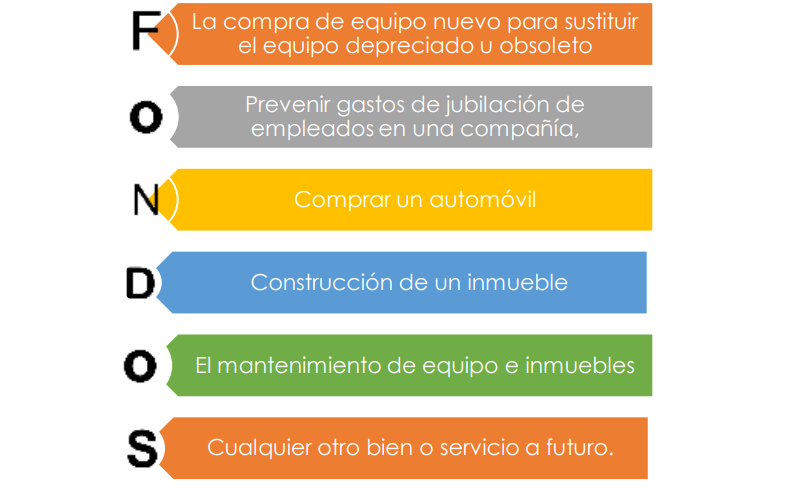 F
La compra de equipo nuevo para sustituir
el equipo depreciado u obsoleto
O
Prevenir gastos de jubilación de
empleados en una compañía,
N
Comprar un automóvil
D
Construcción de un inmueble
O
El mantenimiento de equipo e inmuebles
S
Cualquier otro bien o servicio a futuro.